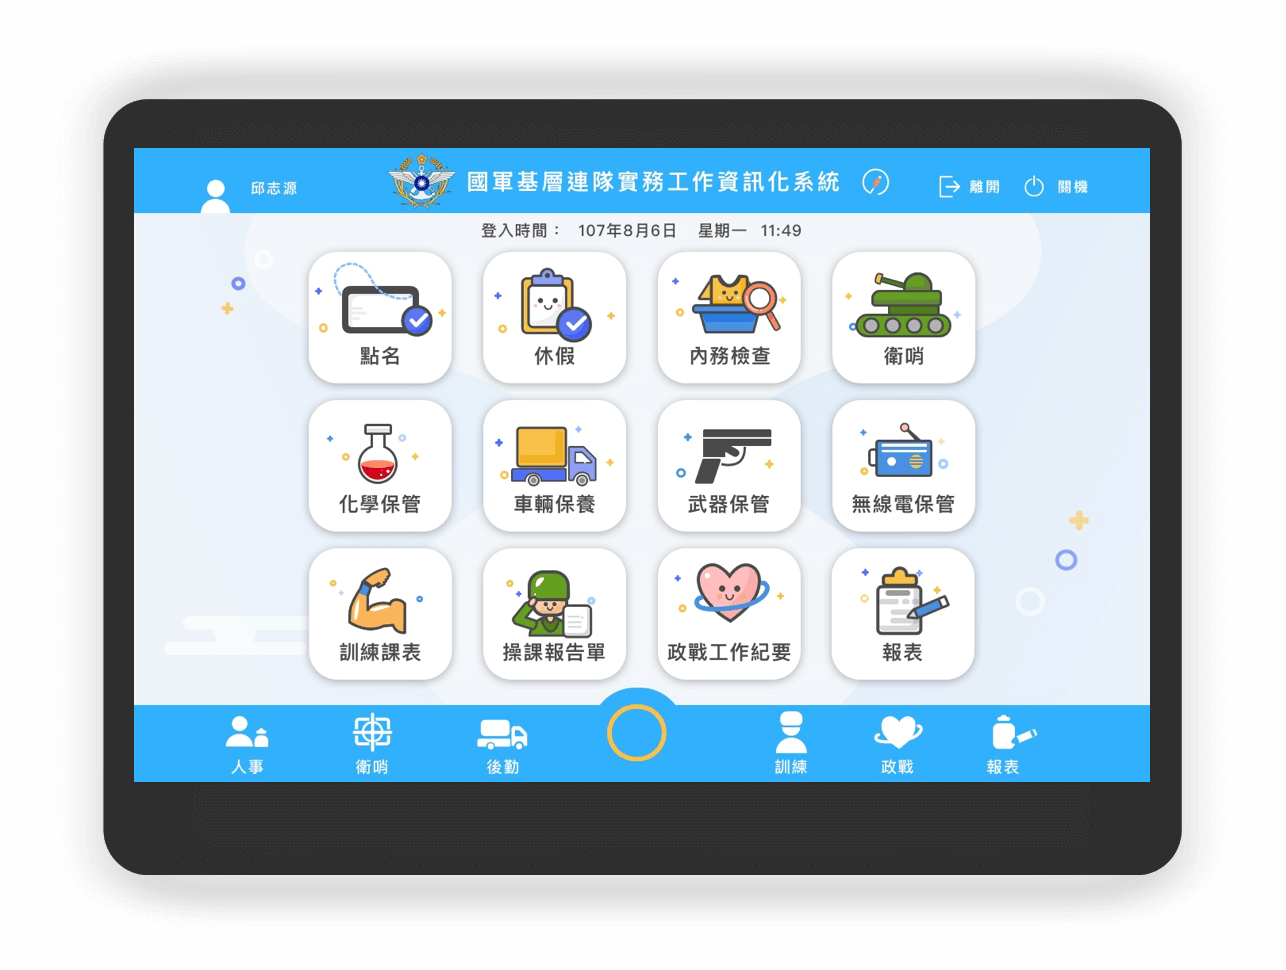 邱志源
國軍基層連隊實務工作資訊化系統
離開
關機
登入時間： 107年8月6日 星期一 11:49
點名
休假
內務檢查
衛哨
化學保管
車輛保養
武器保管
無線電保管
訓練課表
操課報告單
政戰工作紀要
報表
人事
衛哨
後勤
訓練
政戰
報表